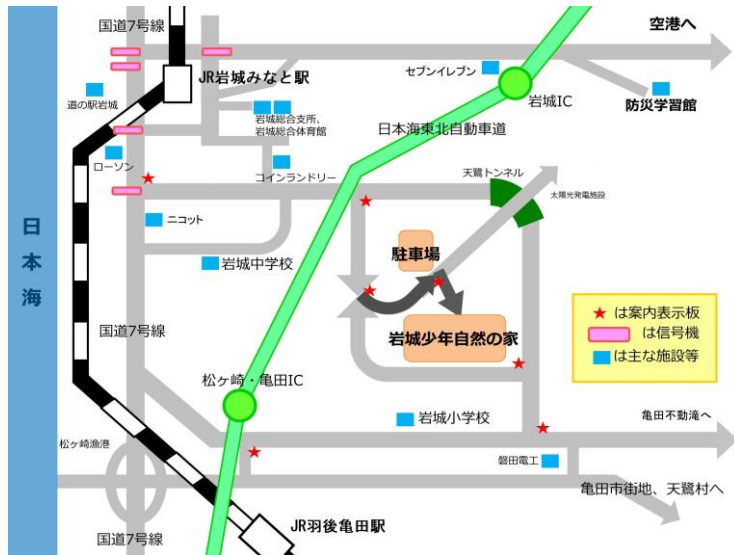 国道7号線
空港へ
セブンイレブン
JR岩城みなと駅
道の駅岩城
岩城IC
防災学習館
岩城総合支所、
岩城総合体育館
日本海東北自動車道
ローソン
コインランドリー
天鷺トンネル
太陽光発電施設
ニコット
日本海
駐車場
岩城中学校
★は案内表示板
は信号機
は主な施設等
国道7号線
岩城少年自然の家
松ヶ崎・亀田IC
岩城小学校
亀田不動滝へ
松ヶ崎漁港
磐田電工
亀田市街地、天鷺村へ
JR羽後亀田駅
国道7号線